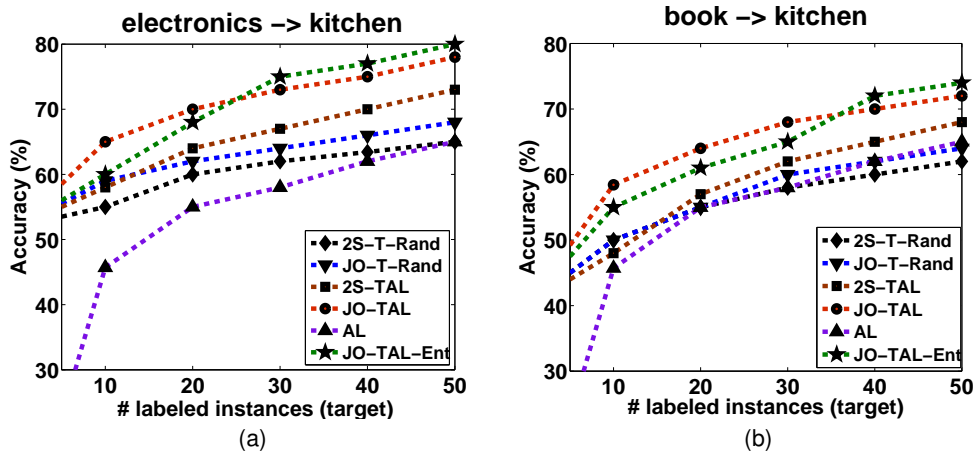 electronics −> kitchen
80
70
60
50
40
30
Accuracy (%)
10 20 30 40 50
# labeled instances (target)
2S−T−Rand
JO−T−Rand
2S−TAL
JO−TAL
AL
JO−TAL−Ent
(a)
book −> kitchen
80
70
60
50
40
30
Accuracy (%)
10 20 30 40 50
# labeled instances (target)
2S−T−Rand
JO−T−Rand
2S−TAL
JO−TAL
AL
JO−TAL−Ent
(b)